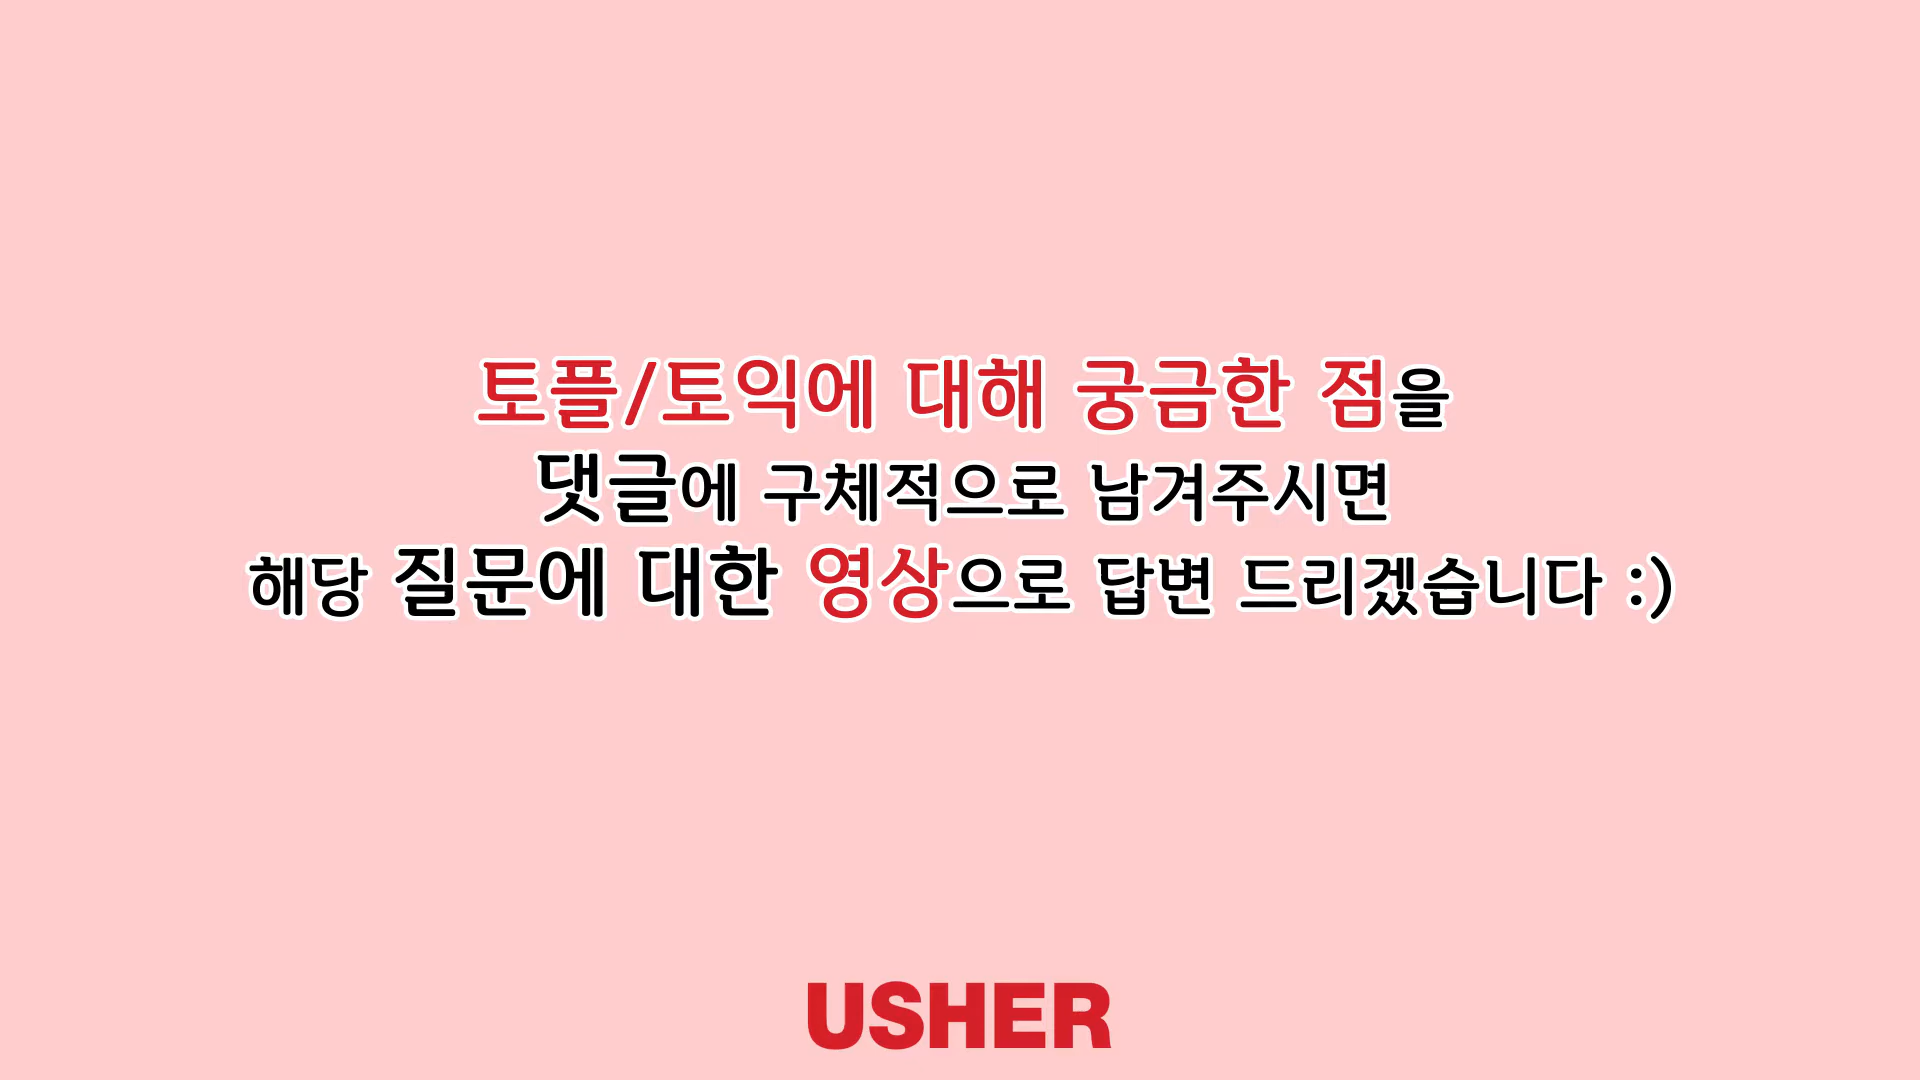 토플/토익에 대해 궁금한 점을
댓글에 구체적으로 남겨주시면
해당 질문에 대한 영상으로 답변 드리겠습니다 :)
USHER